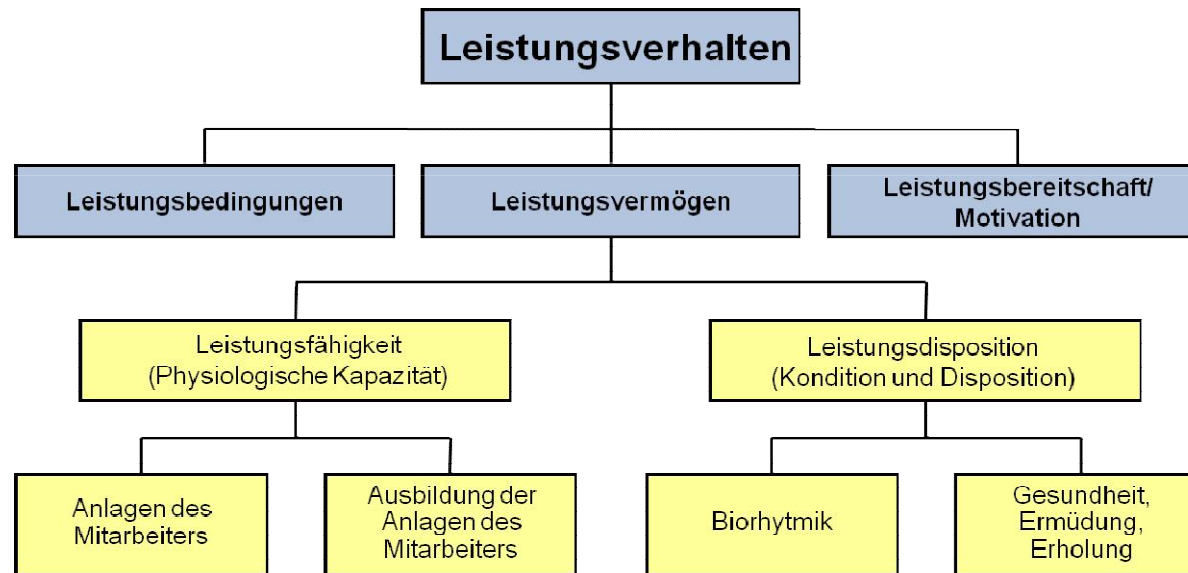 Leistungsverhalten
Leistungsbedingungen
Leistungsvermögen
Leistungsbereitschaft/
Motivation
Leistungsfähigkeit
(Physiologische Kapazität)
Leistungsdisposition
(Kondition und Disposition)
Anlagen des
Mitarbeiters
Ausbildung der
Anlagen des
Mitarbeiters
Biorhytmik
Gesundheit,
Ermüdung,
Erholung